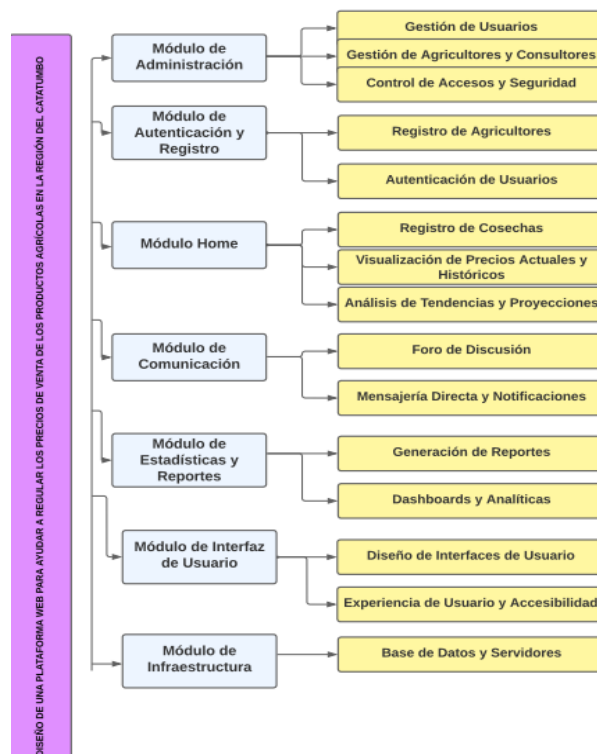 DISEÑO DE UNA PLATAFORMA WEB PARA AYUDAR A REGULAR LOS PRECIOS DE VENTA DE LOS PRODUCTOS AGRÍCOLAS EN LA REGIÓN DEL CATATUMBO
Módulo de
Administración
Gestión de Usuarios
Gestión de Agricultores y Consultores
Control de Accesos y Seguridad
Módulo de
Autenticación y
Registro
Registro de Agricultores
Autenticación de Usuarios
Módulo Home
Registro de Cosechas
Visualización de Precios Actuales y
Históricos
Análisis de Tendencias y Proyecciones
Módulo de
Comunicación
Foro de Discusión
Mensajería Directa y Notificaciones
Módulo de
Estadísticas y
Reportes
Generación de Reportes
Dashboards y Analíticas
Módulo de Interfaz
de Usuario
Diseño de Interfaces de Usuario
Experiencia de Usuario y Accesibilidad
Módulo de
Infraestructura
Base de Datos y Servidores